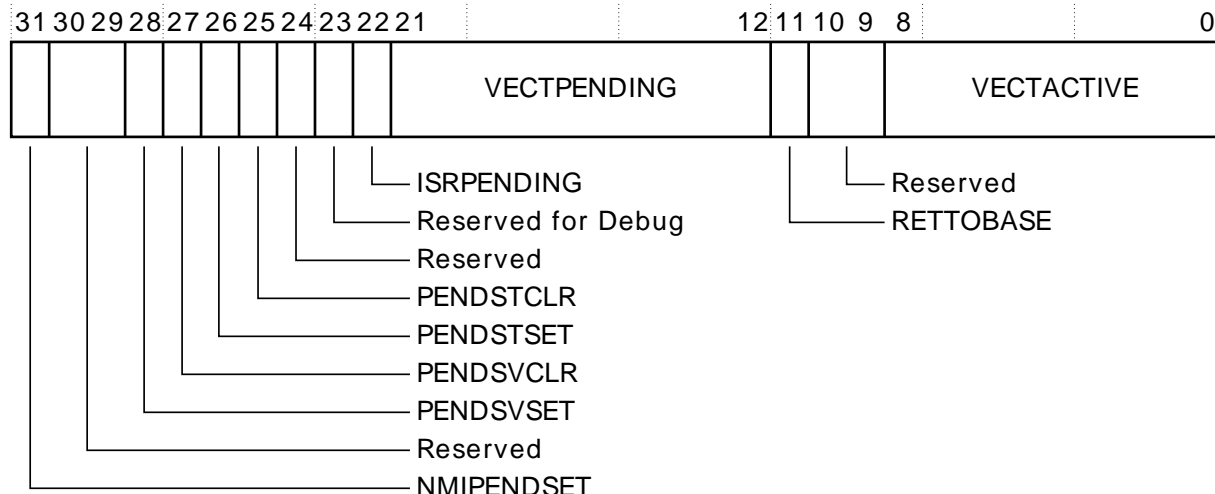 31 30 29 28 27 26 25 24 23 22 21 12 11 10 9 8 0
VECTPENDING VECTACTIVE
ISRPENDING Reserved
Reserved for Debug RETTOBASE
Reserved
PENDSTCLR
PENDSTSET
PENDSVCLR
PENDSVSET
Reserved
NMIPENDSET